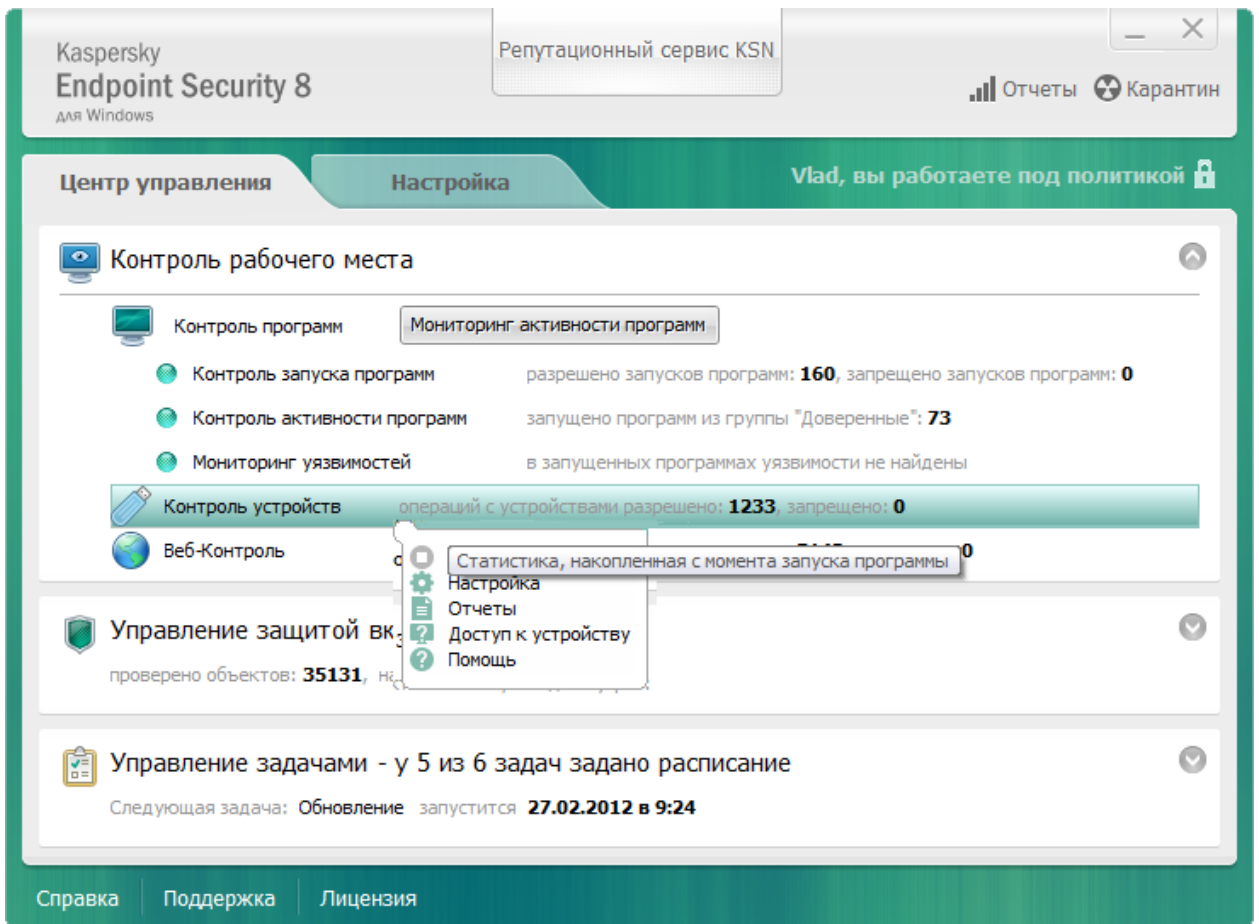 Kaspersky
Endpoint Security 8
для Windows
Репутационный сервис KSN
Отчеты Карантин
Центр управления
Настройка
Vlad, вы работаете под политикой
Контроль рабочего места
Контроль программ Мониторинг активности программ
Контроль запуска программ разрешено запусков программ: 160, запрещено запусков программ: 0
Контроль активности программ запущено программ из группы "Доверенные": 73
Мониторинг уязвимостей в запущенных программах уязвимости не найдены
Контроль устройств операций с устройствами разрешено: 1233, запрещено: 0
Веб-Контроль 0
Статистика, накопленная с момента запуска программы
Настройка
Отчеты
Доступ к устройству
Помощь
Управление защитой
проверено объектов: 35131,
Управление задачами - у 5 из 6 задач задано расписание
Следующая задача: Обновление запустится 27.02.2012 в 9:24
Справка Поддержка Лицензия